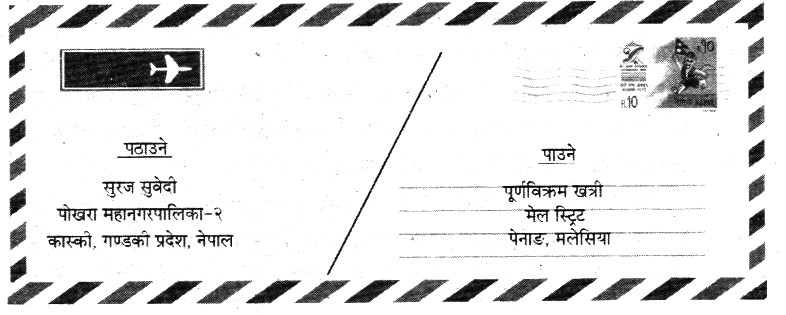 पठाउने
सुरज सुवेदी
पोखरा महानगरपालिका-२
कास्की, गण्डकी प्रदेश, नेपाल
रु10
R.10
पाउने
पूर्णविक्रम खत्री
मेल स्ट्रिट
पेनाङ, मलेसिया